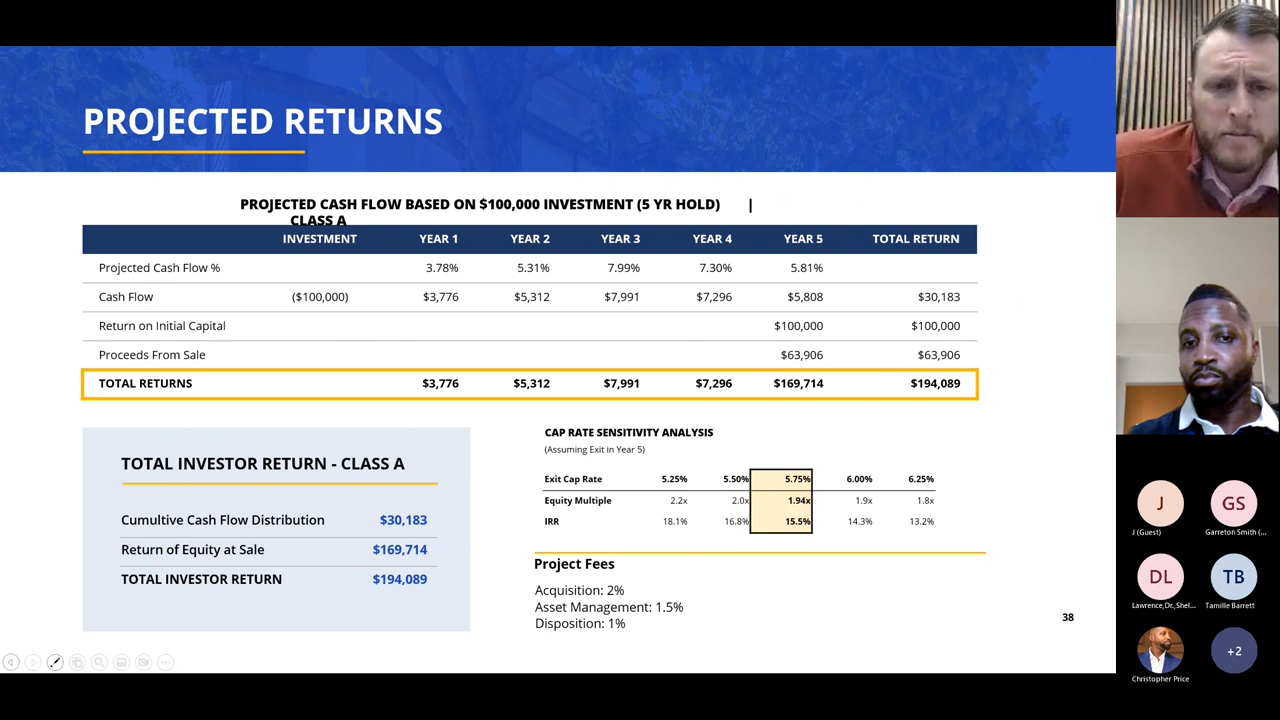 PROJECTED RETURNS
PROJECTED CASH FLOW BASED ON $100,000 INVESTMENT (5 YR HOLD) |
CLASS A
INVESTMENT YEAR 1 YEAR 2 YEAR 3 YEAR 4 YEAR 5 TOTAL RETURN
Projected Cash Flow % 3.78% 5.31% 7.99% 7.30% 5.81%
Cash Flow ($100,000) $3,776 $5,312 $7,991 $7,296 $5,808 $30,183
Return on Initial Capital $100,000 $100,000
Proceeds From Sale $63,906 $63,906
TOTAL RETURNS $3,776 $5,312 $7,991 $7,296 $169,714 $194,089
TOTAL INVESTOR RETURN - CLASS A
Cumultive Cash Flow Distribution $30,183
Return of Equity at Sale $169,714
TOTAL INVESTOR RETURN $194,089
CAP RATE SENSITIVITY ANALYSIS
(Assuming Exit in Year 5)
Exit Cap Rate 5.25% 5.50% 5.75% 6.00% 6.25%
Equity Multiple 2.2x 2.0x 1.94x 1.9x 1.8x
IRR 18.1% 16.8% 15.5% 14.3% 13.2%
Project Fees
Acquisition: 2%
Asset Management: 1.5%
Disposition: 1%
38
J GS
J (Guest) Garreton Smith (...
DL TB
Lawrence,Dr.,Shel... Tamille Barrett
+2
Christopher Price